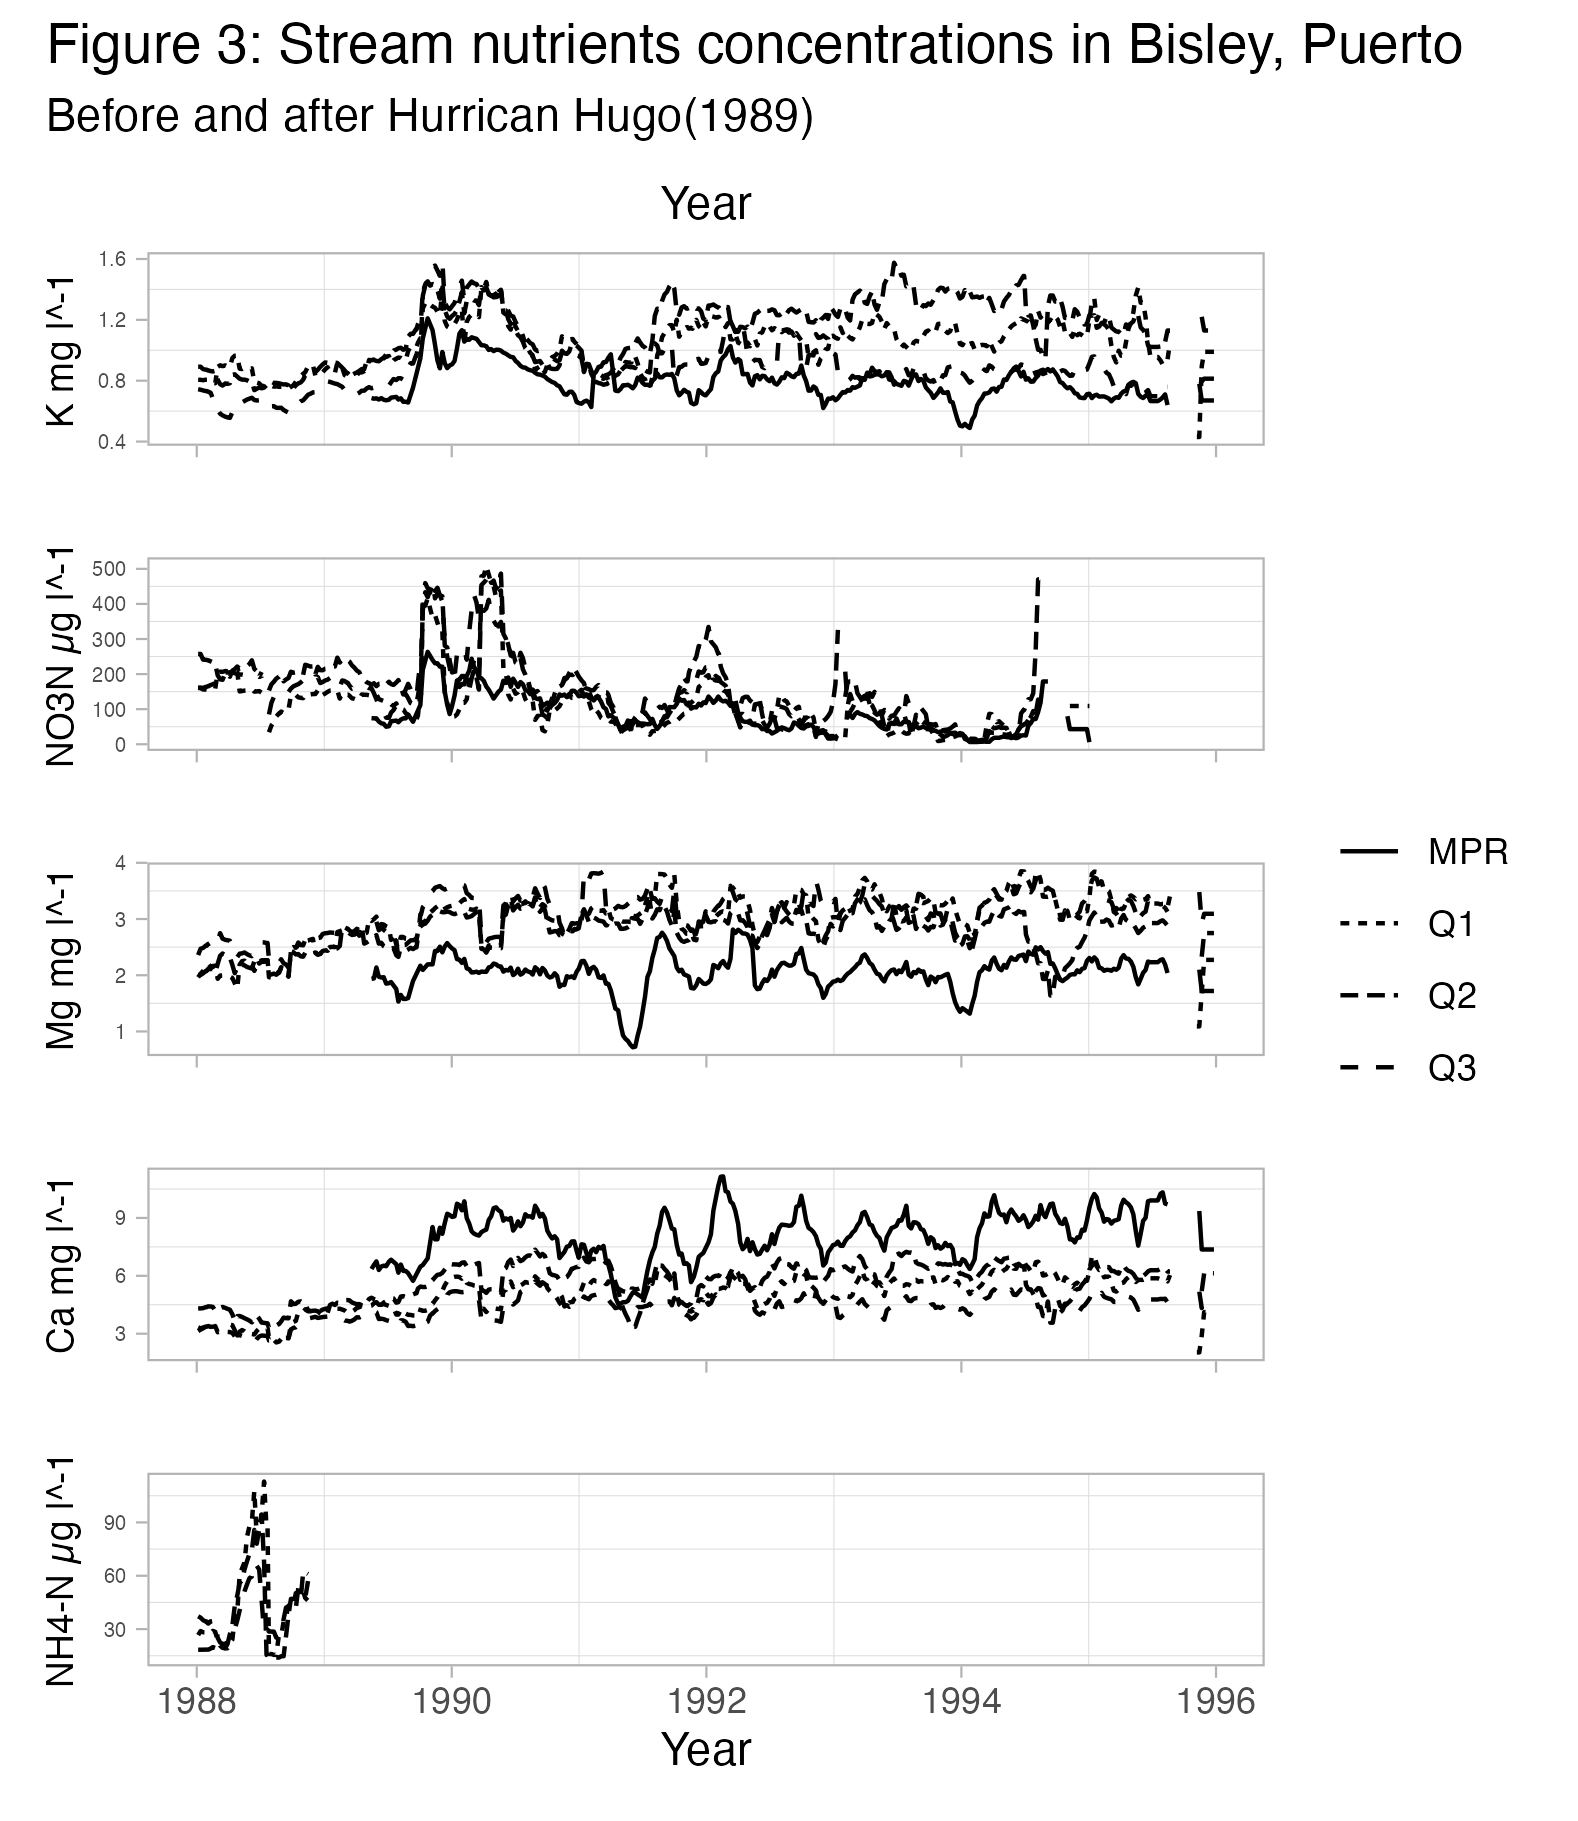 Figure 3: Stream nutrients concentrations in Bisley, Puerto
Before and after Hurrican Hugo(1989)
Year
K mg l^-1
1.6
1.2
0.8
0.4
NO3N µg l^-1
500
400
300
200
100
0
Mg mg l^-1
4
3
2
1
MPR
Q1
Q2
Q3
Ca mg l^-1
9
6
3
NH4-N µg l^-1
90
60
30
1988 1990 1992 1994 1996
Year